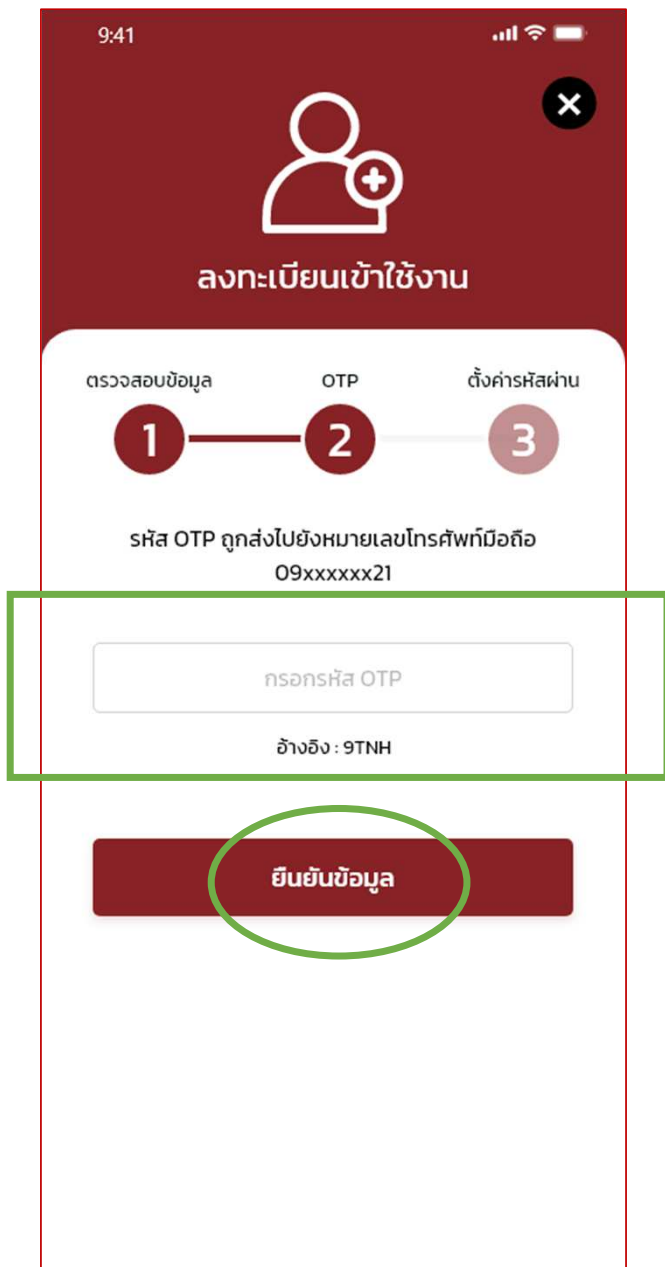 9:41
ลงทะเบียนเข้าใช้งาน
ตรวจสอบข้อมูล OTP ตั้งค่ารหัสผ่าน
1 2 3
รหัส OTP ถูกส่งไปยังหมายเลขโทรศัพท์มือถือ
09xxxxxx21
กรอกรหัส OTP
อ้างอิง : 9TNH
ยืนยันข้อมูล